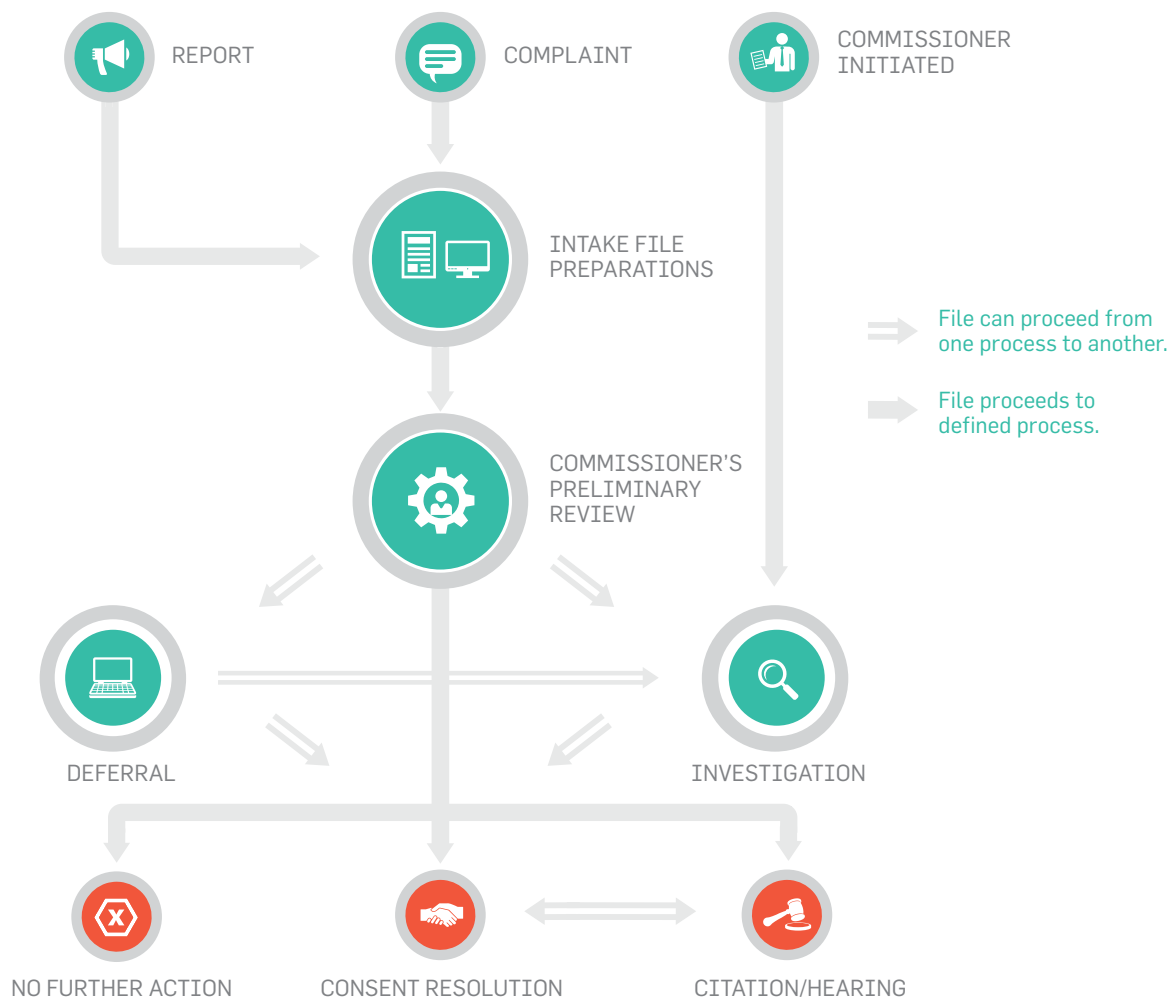 REPORT
COMPLAINT
COMMISSIONER
INITIATED
INTAKE FILE
PREPARATIONS
File can proceed from
one process to another.
File proceeds to
defined process.
COMMISSIONER’S
PRELIMINARY
REVIEW
DEFERRAL
INVESTIGATION
X
NO FURTHER ACTION
CONSENT RESOLUTION
CITATION/HEARING